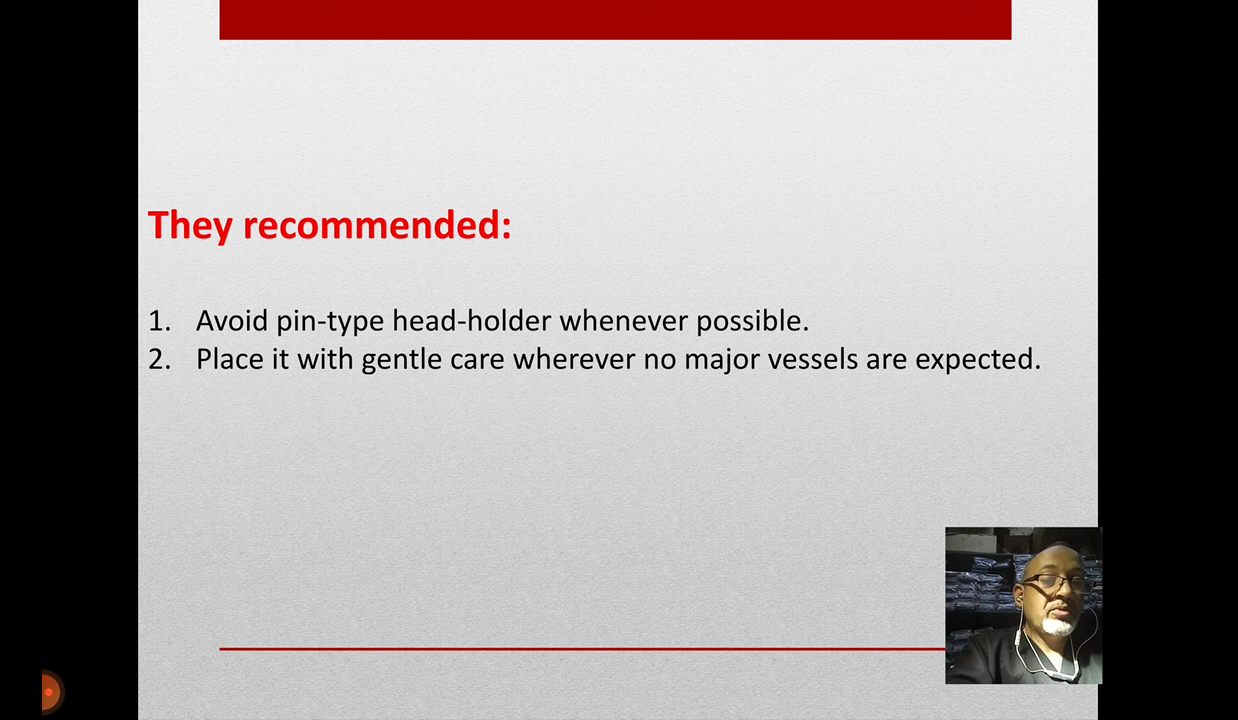 They recommended:
1. Avoid pin-type head-holder whenever possible.
2. Place it with gentle care wherever no major vessels are expected.